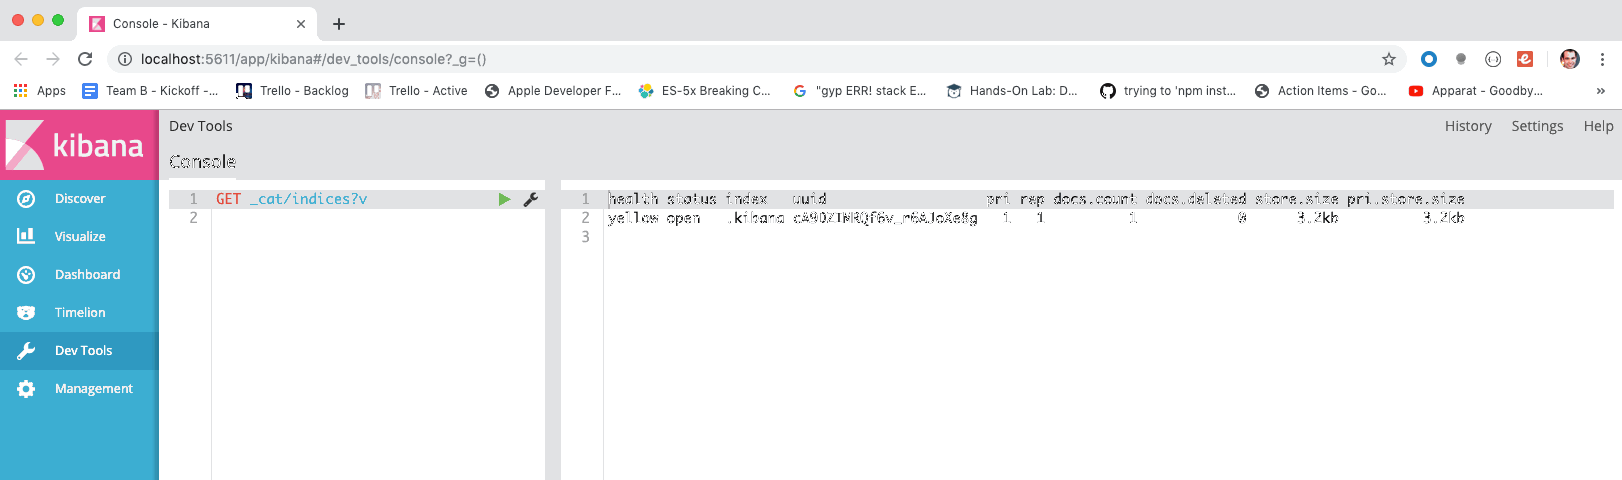 Console - Kibana
localhost:5611/app/kibana#/dev_tools/console?_g=()
Apps Team B - Kickoff -... Trello - Backlog Trello - Active Apple Developer F... ES-5x Breaking C... "gyp ERR! stack E... Hands-On Lab: D... trying to 'npm inst... Action Items - Go... Apparat - Goodby... »
kibana
Dev Tools History Settings Help
Console
Discover
Visualize
Dashboard
Timelion
Dev Tools
Management
1 GET _cat/indices?v
2
1 health status index uuid pri rep docs.count docs.deleted store.size pri.store.size
2 yellow open .kibana 1 1 1 0 3.2kb 3.2kb
3